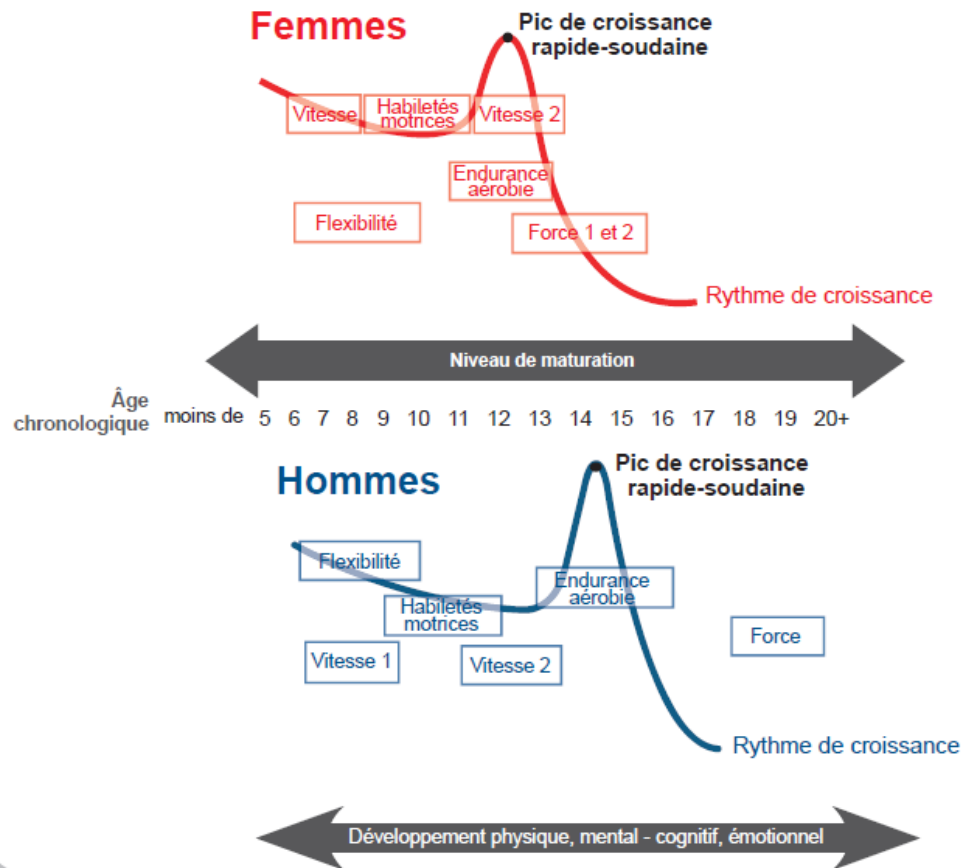 Femmes
Pic de croissance
rapide-soudaine
Vitesse
Habiletés
motrices
Vitesse 2
Endurance
aérobie
Flexibilité
Force 1 et 2
Rythme de croissance
Niveau de maturation
Âge
chronologique
moins de 5 6 7 8 9 10 11 12 13 14 15 16 17 18 19 20+
Hommes
Pic de croissance
rapide-soudaine
Flexibilité
Endurance
aérobie
Habiletés
motrices
Force
Vitesse 1
Vitesse 2
Rythme de croissance
Développement physique, mental - cognitif, émotionnel